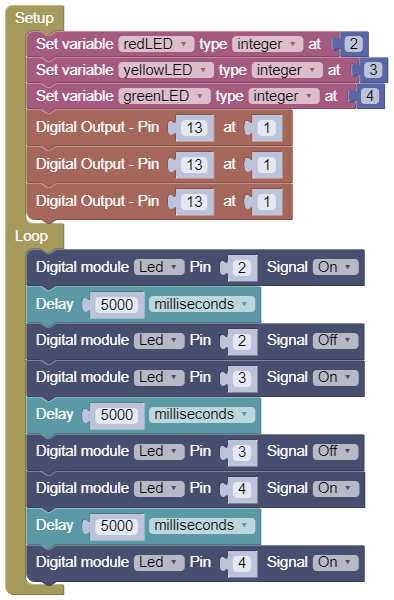 Setup
Set variable redLED type integer at 2
Set variable yellowLED type integer at 3
Set variable greenLED type integer at 4
Digital Output - Pin 13 at 1
Digital Output - Pin 13 at 1
Digital Output - Pin 13 at 1
Loop
Digital module Led Pin 2 Signal On
Delay 5000 milliseconds
Digital module Led Pin 2 Signal Off
Digital module Led Pin 3 Signal On
Delay 5000 milliseconds
Digital module Led Pin 3 Signal Off
Digital module Led Pin 4 Signal On
Delay 5000 milliseconds
Digital module Led Pin 4 Signal On